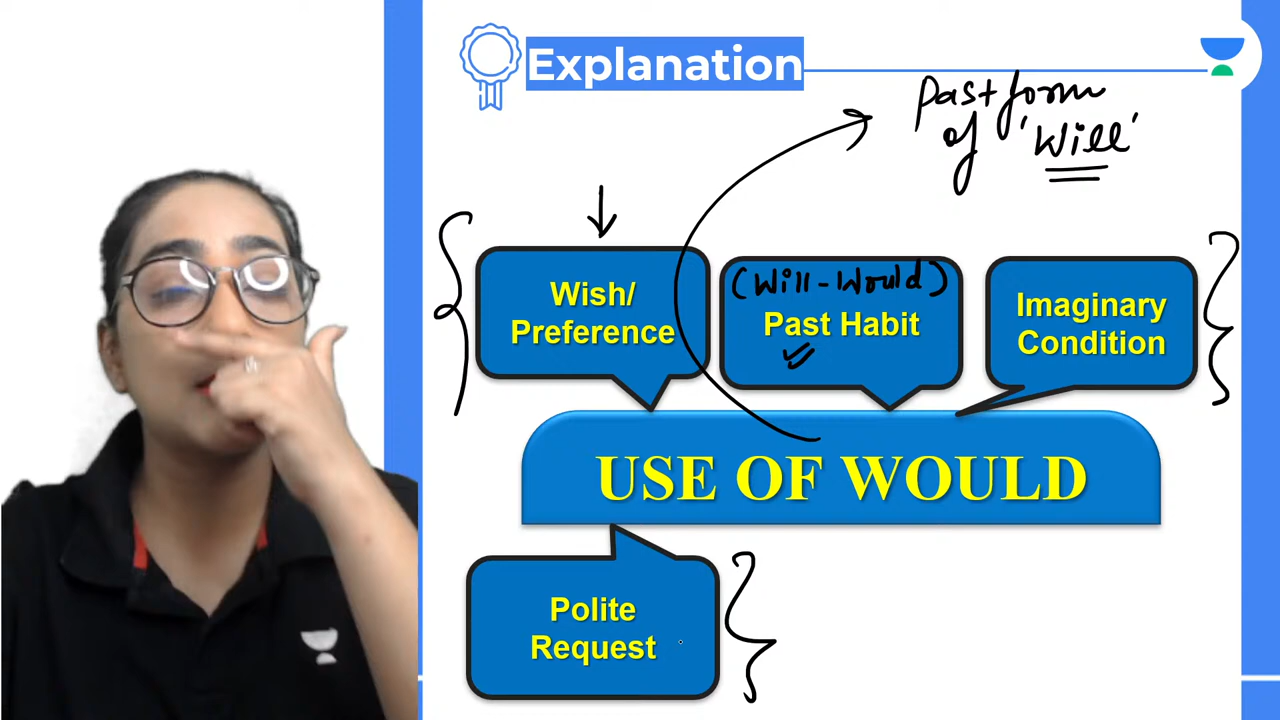 Explanation
Past form
of 'Will'
Wish/
Preference
(Will - Would)
Past Habit
Imaginary
Condition
USE OF WOULD
Polite
Request